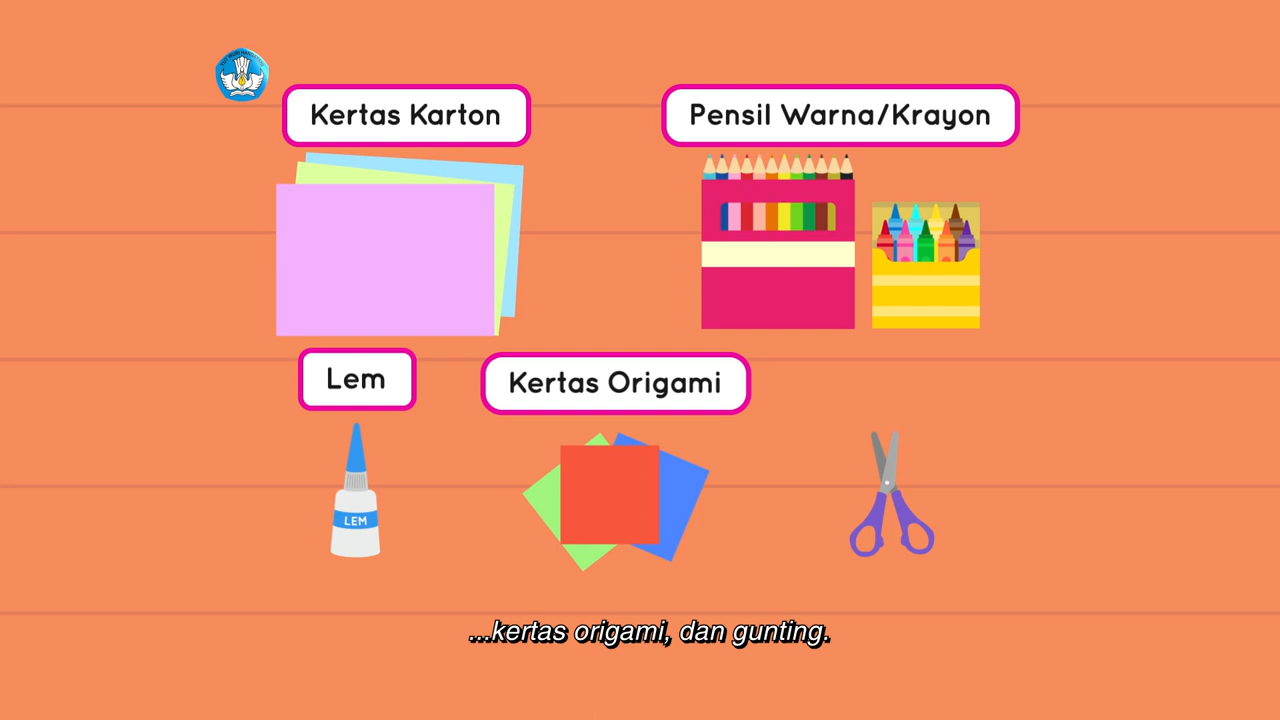 Kertas Karton
Pensil Warna/Krayon
Lem
Kertas Origami
LEM
...kertas origami, dan gunting.